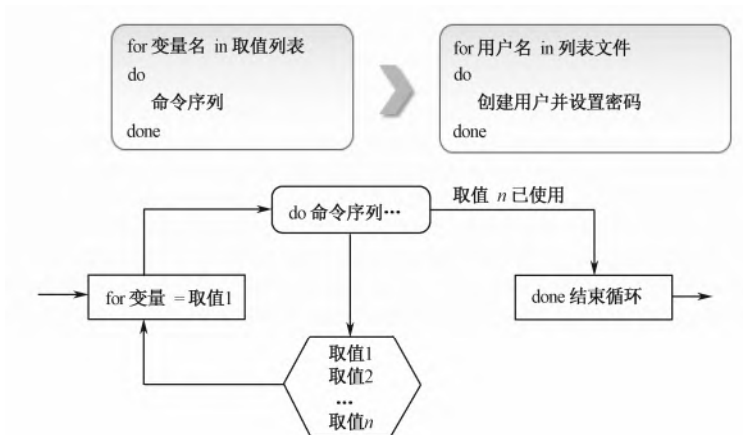 for 变量名 in 取值列表
do
命令序列
done
for 用户名 in 列表文件
do
创建用户并设置密码
done
do 命令序列…
取值 n 已使用
for 变量 =取值1
done 结束循环
取值1
取值2
…
取值n